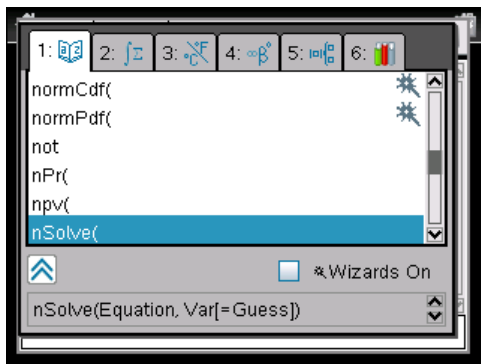 1: 2: ∫Σ 3: °C°F 4: ∞β° 5: 6:
normCdf(
normPdf(
not
nPr(
npv(
nSolve(
Wizards On
nSolve(Equation, Var[=Guess])